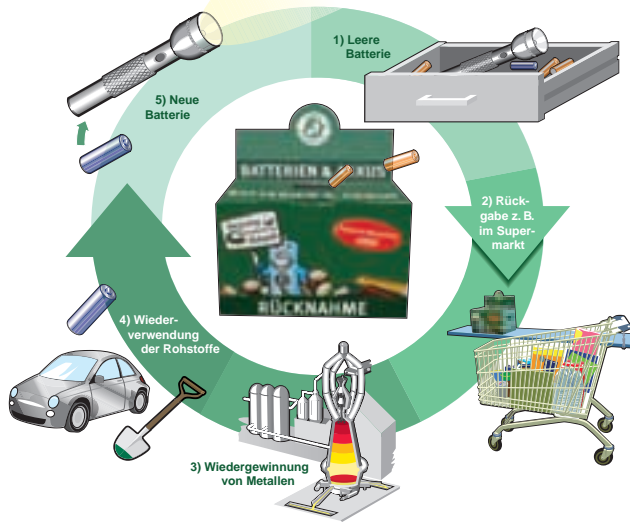 1) Leere
Batterie
2) Rück-
gabe z. B.
im Super-
markt
3) Wiedergewinnung
von Metallen
4) Wieder-
verwendung
der Rohstoffe
5) Neue
Batterie
BATTERIEN &
RÜCKNAHME